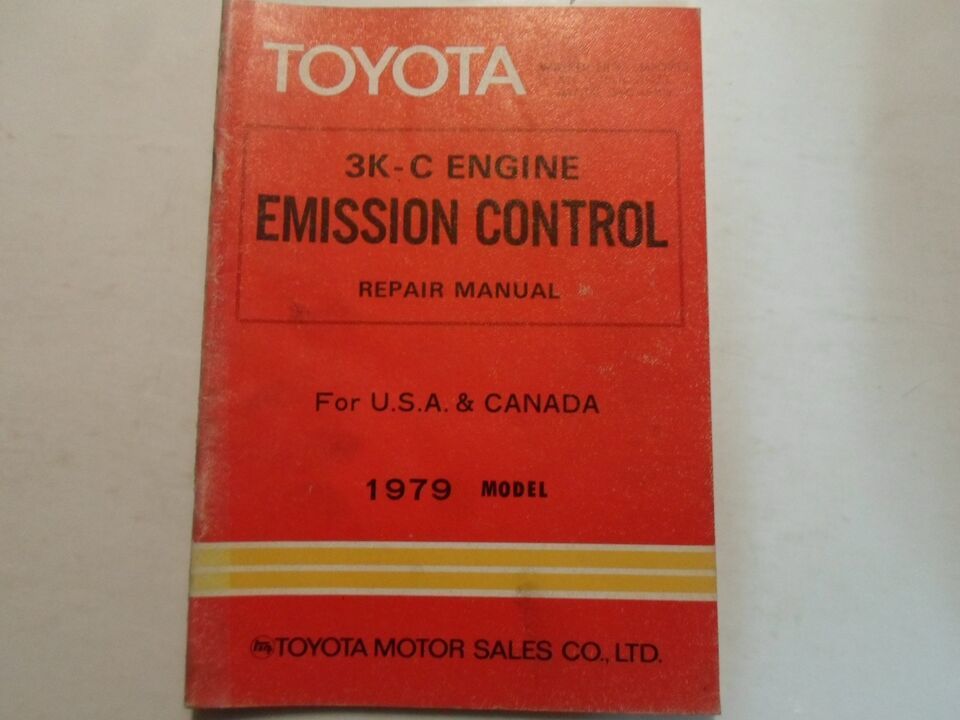 TOYOTA
3K-C ENGINE
EMISSION CONTROL
REPAIR MANUAL
For U.S.A. & CANADA
1979 MODEL
TOYOTA MOTOR SALES CO., LTD.